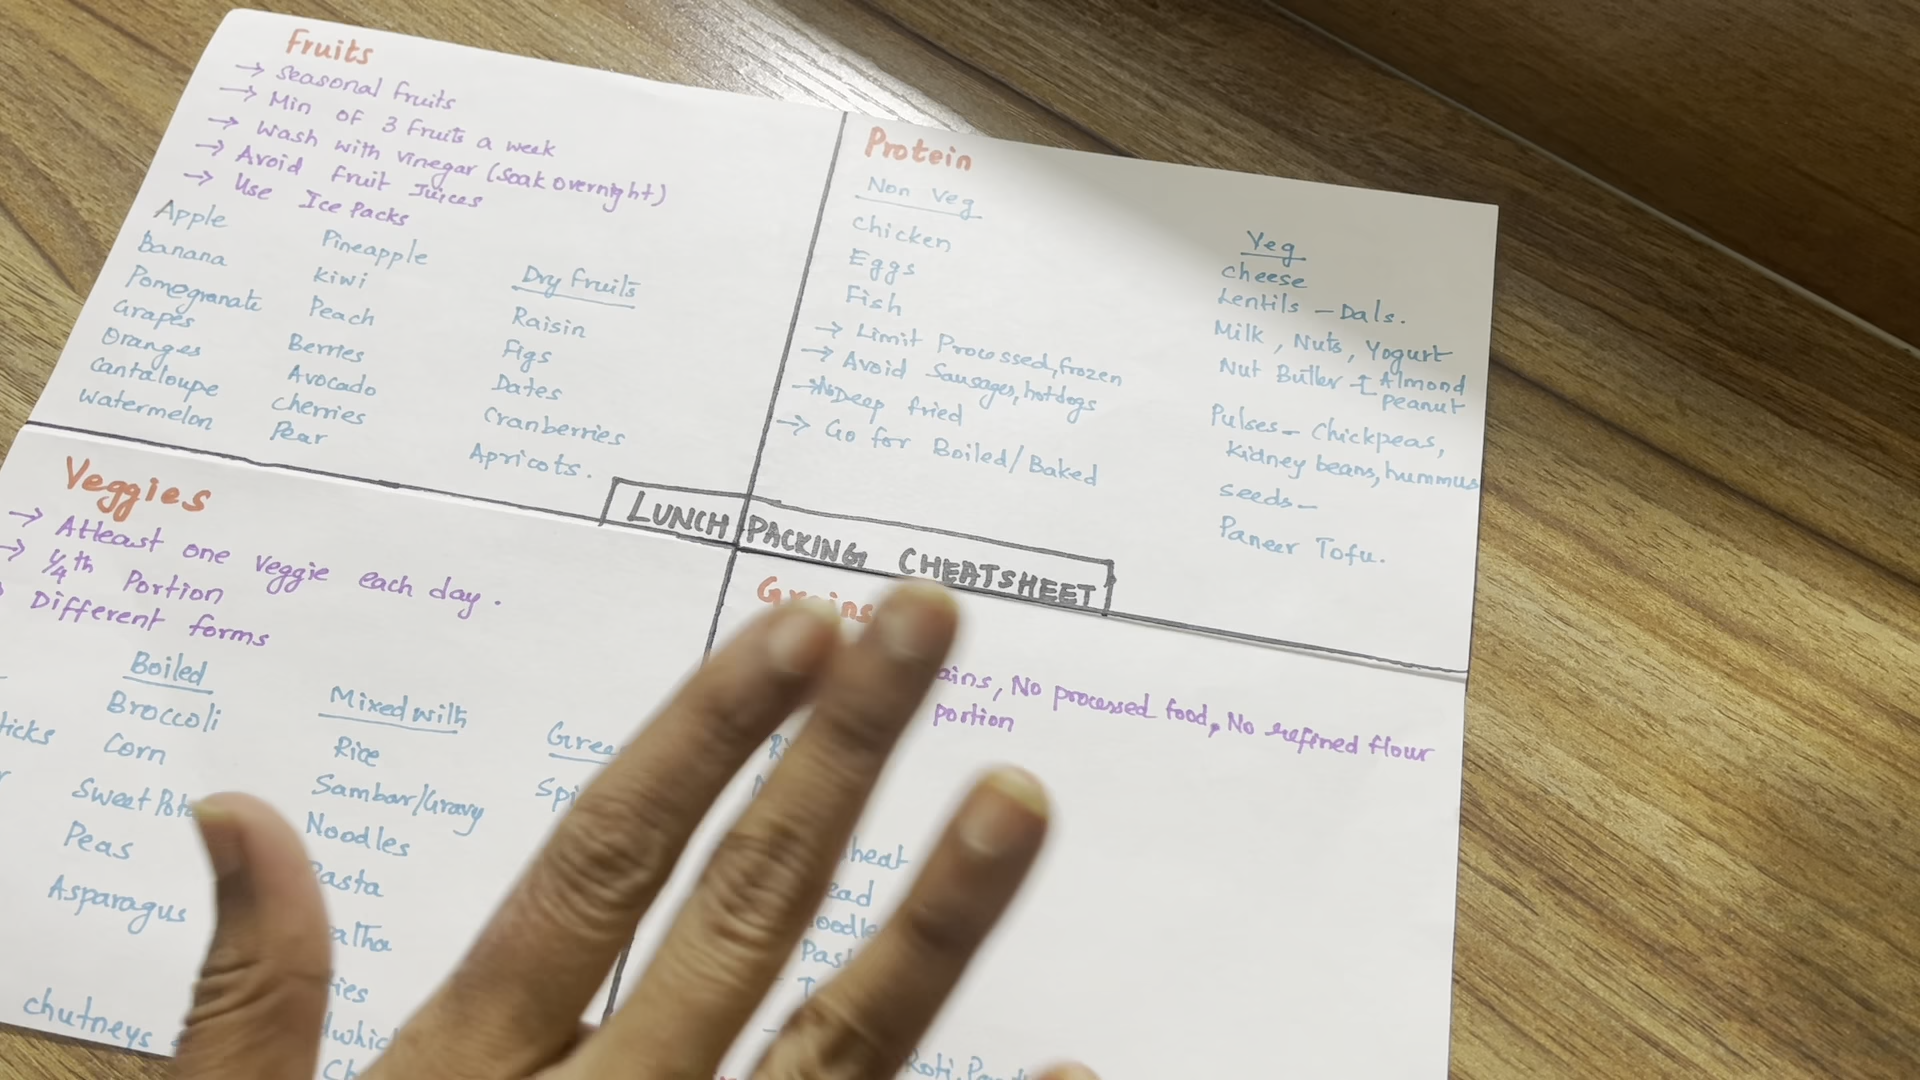 Fruits
→ Seasonal fruits
→ Min of 3 fruits a week
→ Wash with vinegar (Soak overnight)
→ Avoid fruit Juices
→ Use Ice Packs
Apple
Banana
Pomegranate
Grapes
Oranges
Cantaloupe
Watermelon
Pineapple
kiwi
Peach
Berries
Avocado
Cherries
Pear
Dry fruits
Raisin
Figs
Dates
Cranberries
Apricots.
Protein
Non Veg
Chicken
Eggs
Fish
→ Limit Processed, frozen
→ Avoid Sausages, hotdogs
→ No Deep fried
→ Go for Boiled/Baked
Veg
Cheese
Lentils - Dals.
Milk, Nuts, Yogurt
Nut Butter - [ Almond
peanut
Pulses - Chickpeas,
Kidney beans, hummus
Seeds -
Paneer Tofu.
LUNCH PACKING CHEATSHEET
Veggies
→ Atleast one Veggie each day.
→ 1/4th Portion
Different forms
Boiled
Broccoli
Corn
Sweet
Peas
Asparagus
chutneys
Mixed with
Rice
Sambar/Gravy
Noodles
Pasta
Grains
No processed food, No refined flour
portion
Roti,